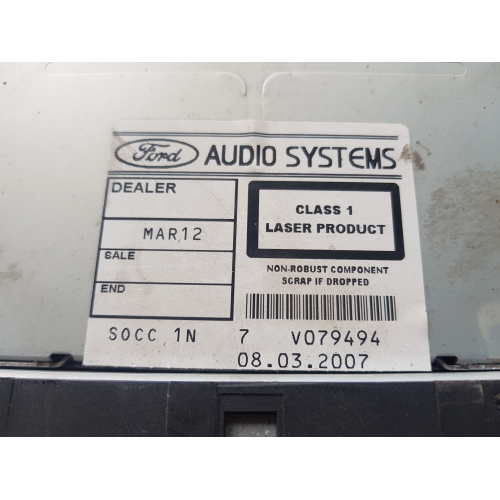 Ford AUDIO SYSTEMS
DEALER
MAR12
SALE
END
CLASS 1
LASER PRODUCT
NON-ROBUST COMPONENT
SCRAP IF DROPPED
SOCC 1N 7 V079494
08.03.2007